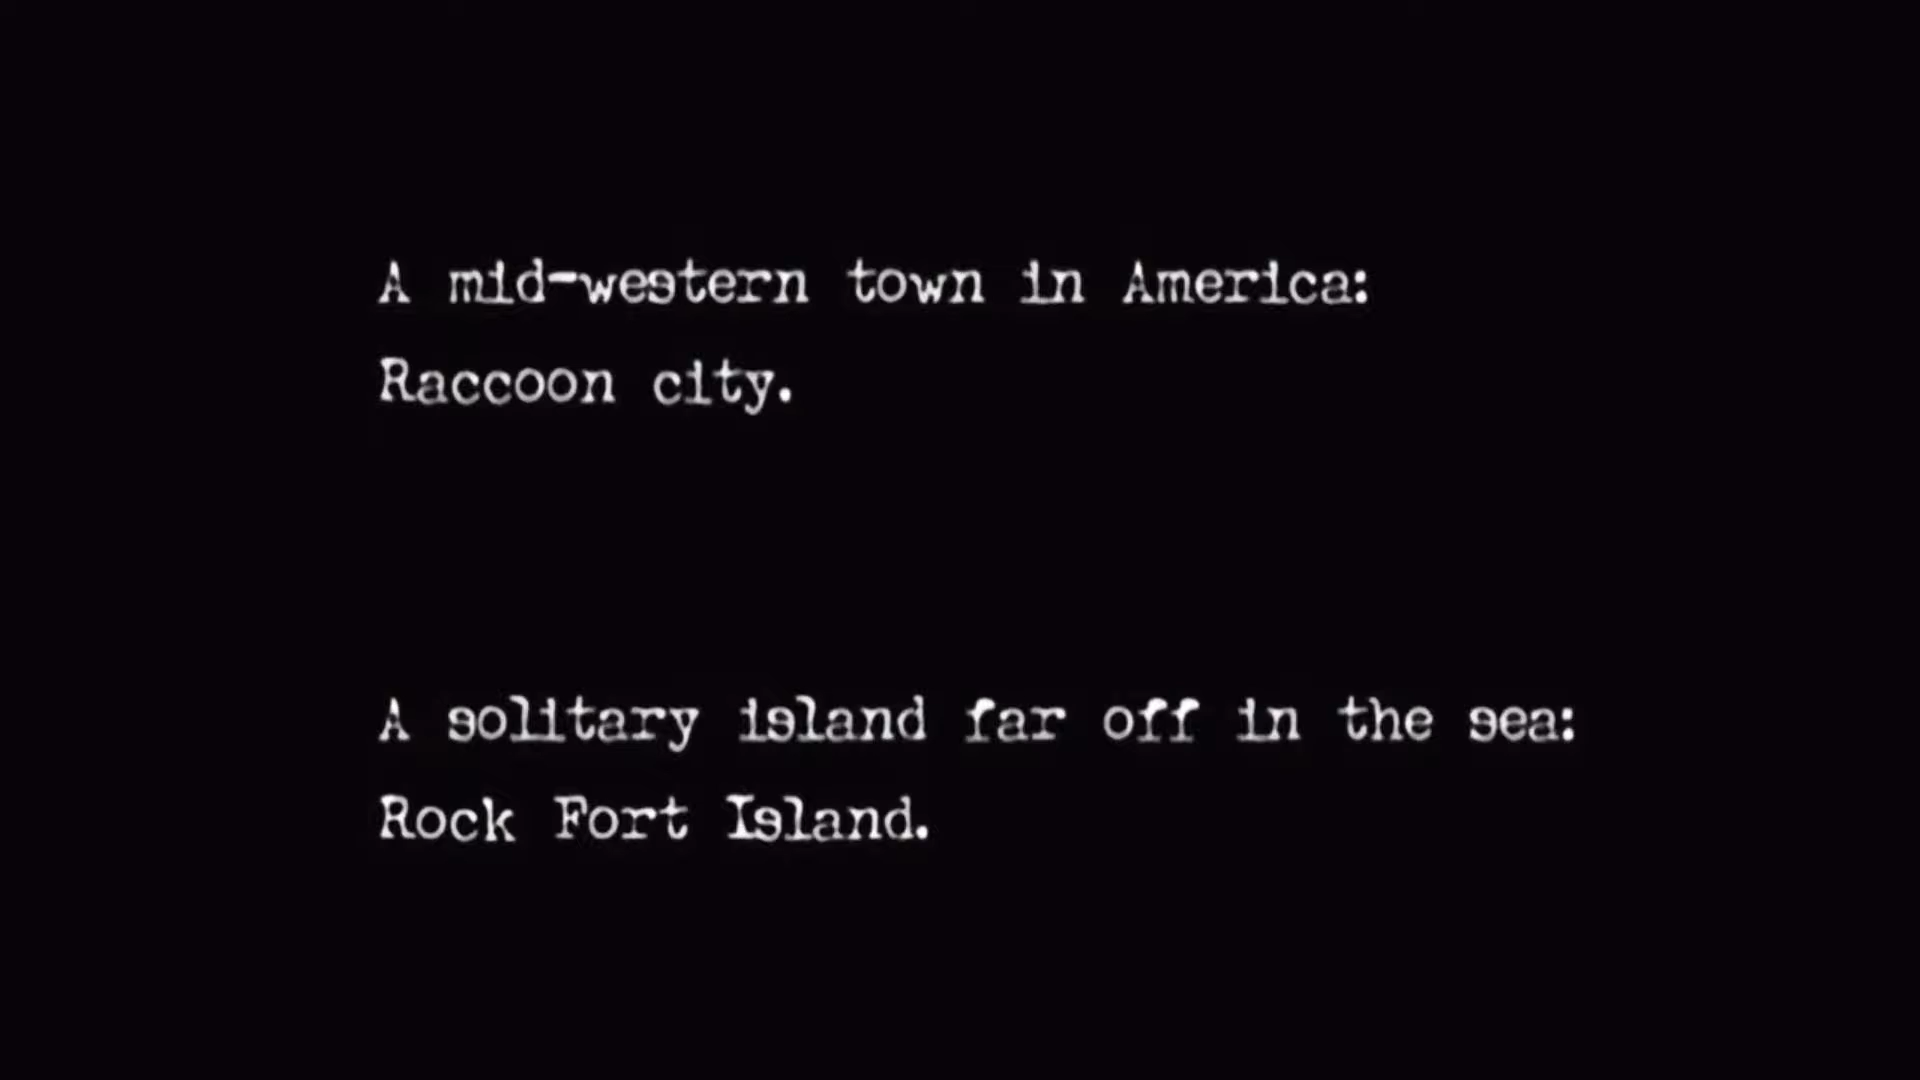 A mid-western town in America:
Raccoon city.
A solitary island far off in the sea:
Rock Fort Island.